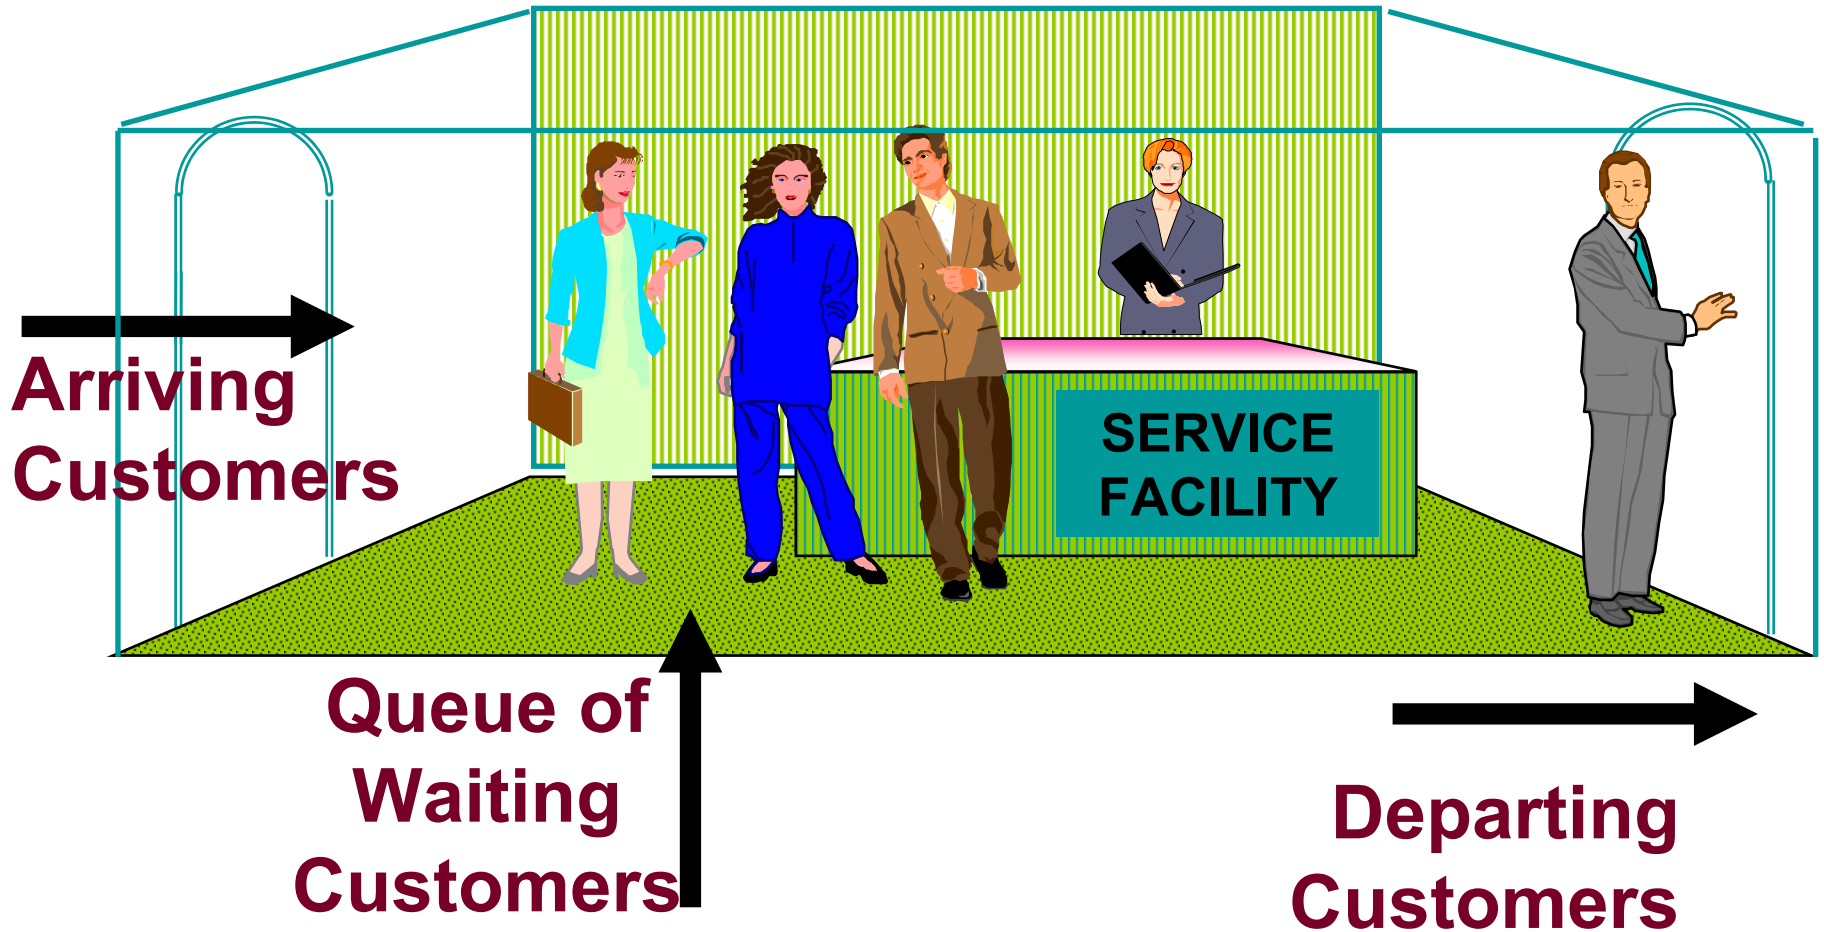 Arriving
Customers
SERVICE
FACILITY
Queue of
Waiting
Customers
Departing
Customers